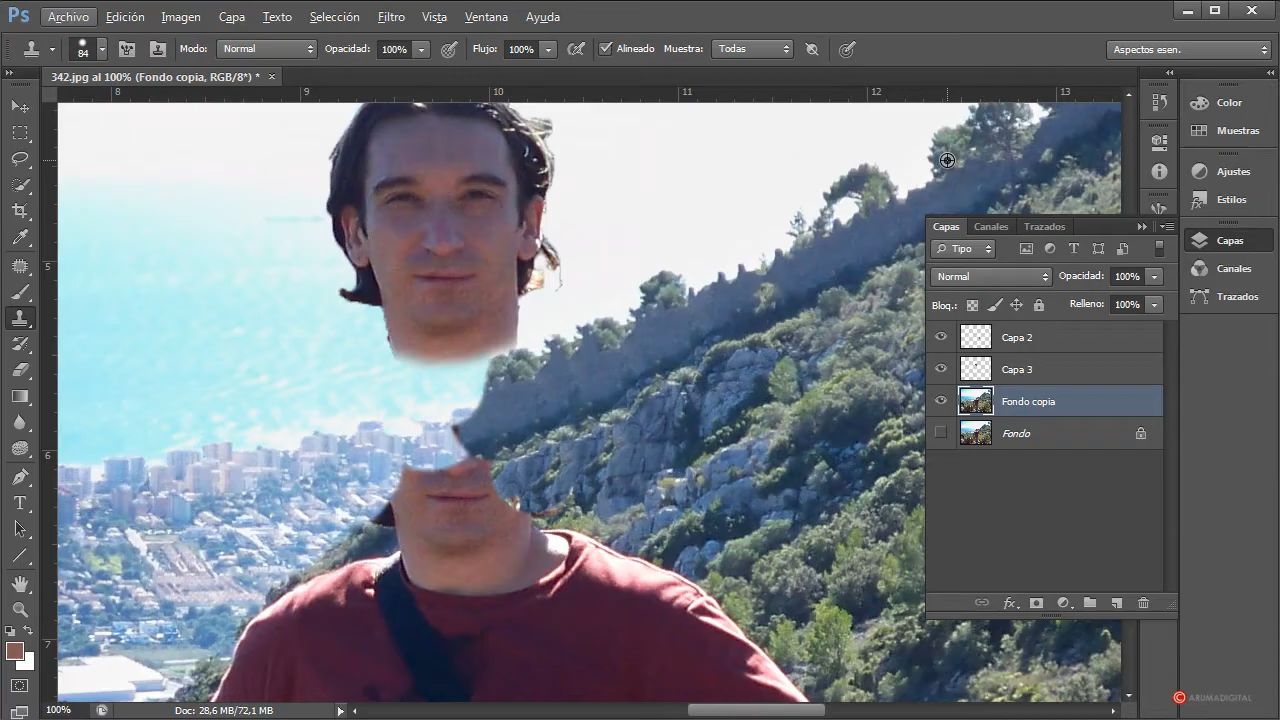 Ps Archivo Edición Imagen Capa Texto Selección Filtro Vista Ventana Ayuda
84 Modo: Normal Opacidad: 100% Flujo: 100% Alineado Muestra: Todas Aspectos esen.
342.jpg al 100% (Fondo copia, RGB/8*) * ×
8 9 10 11 12 13
5
6
7
Color
Muestras
Ajustes
Estilos
Capas
Canales
Trazados
Capas Canales Trazados
Tipo
Normal Opacidad: 100%
Bloq.: Relleno: 100%
Capa 2
Capa 3
Fondo copia
Fondo
fx
100% Doc: 28,6 MB/72,1 MB
© ARUMADIGITAL